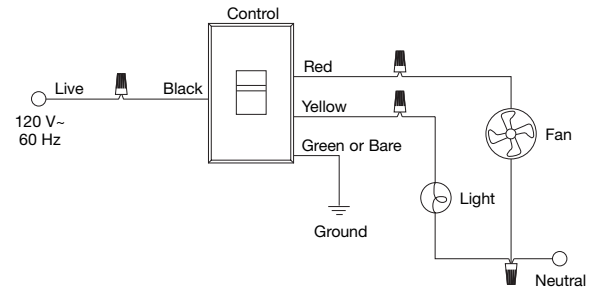 Control
Red
Live
Black
120 V~
60 Hz
Yellow
Fan
Green or Bare
Light
Ground
Neutral